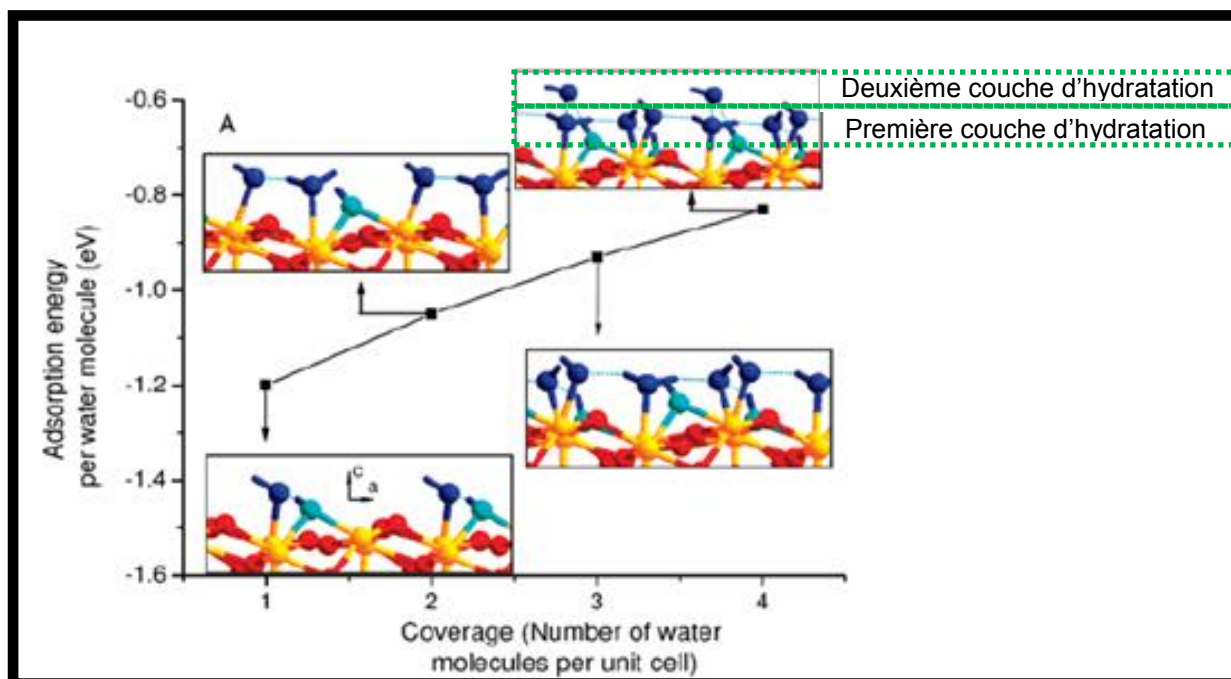 Deuxième couche d'hydratation
Première couche d'hydratation
A
-0.6
-0.8
-1.0
-1.2
-1.4
-1.6
Adsorption energy
per water molecule (eV)
c
a
1 2 3 4
Coverage (Number of water
molecules per unit cell)